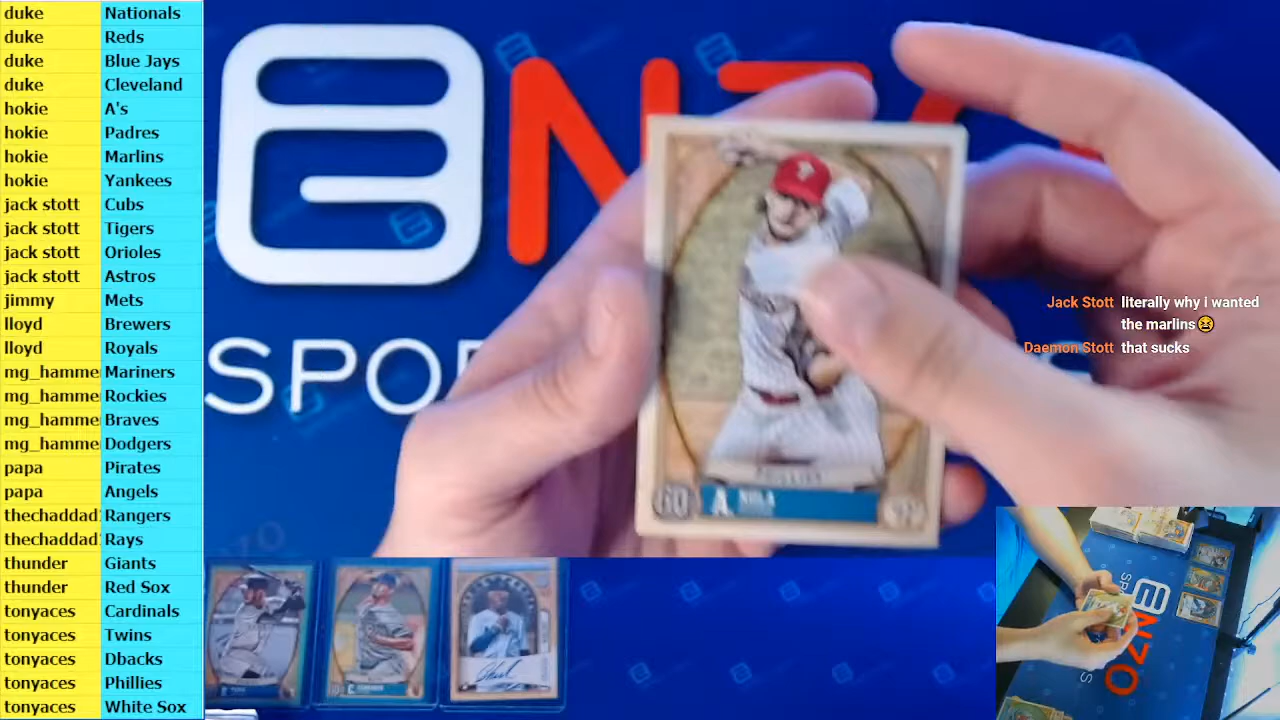 duke Nationals
duke Reds
duke Blue Jays
duke Cleveland
hokie A's
hokie Padres
hokie Marlins
hokie Yankees
jack stott Cubs
jack stott Tigers
jack stott Orioles
jack stott Astros
jimmy Mets
lloyd Brewers
lloyd Royals
mg_hamme Mariners
mg_hamme Rockies
mg_hamme Braves
mg_hamme Dodgers
papa Pirates
papa Angels
thechaddad Rangers
thechaddad Rays
thunder Giants
thunder Red Sox
tonyaces Cardinals
tonyaces Twins
tonyaces Dbacks
tonyaces Phillies
tonyaces White Sox
SPO
A. NOLA
Jack Stott literally why i wanted
the marlins😆
Daemon Stott that sucks